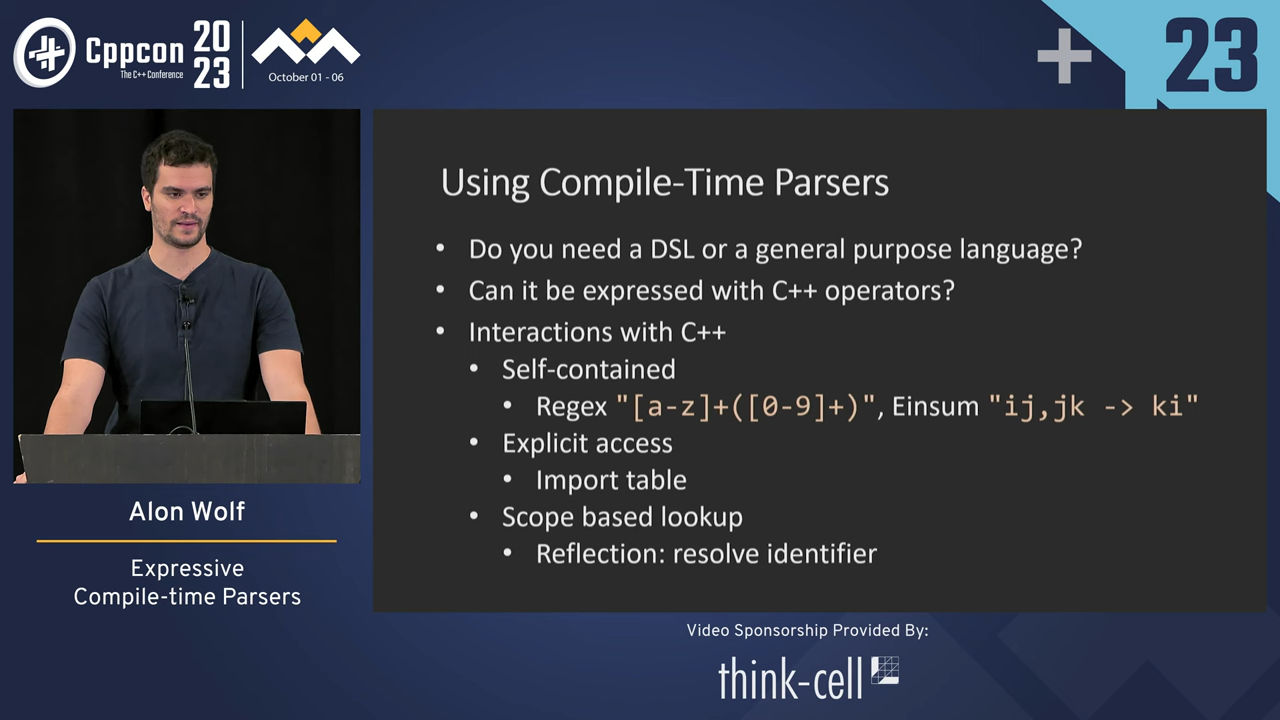 Cppcon
The C++ Conference
20
23
October 01 - 06
23
Using Compile-Time Parsers
• Do you need a DSL or a general purpose language?
• Can it be expressed with C++ operators?
• Interactions with C++
• Self-contained
• Regex "[a-z]+([0-9]+)", Einsum "ij,jk -> ki"
• Explicit access
• Import table
• Scope based lookup
• Reflection: resolve identifier
Alon Wolf
Expressive
Compile-time Parsers
Video Sponsorship Provided By:
think-cell